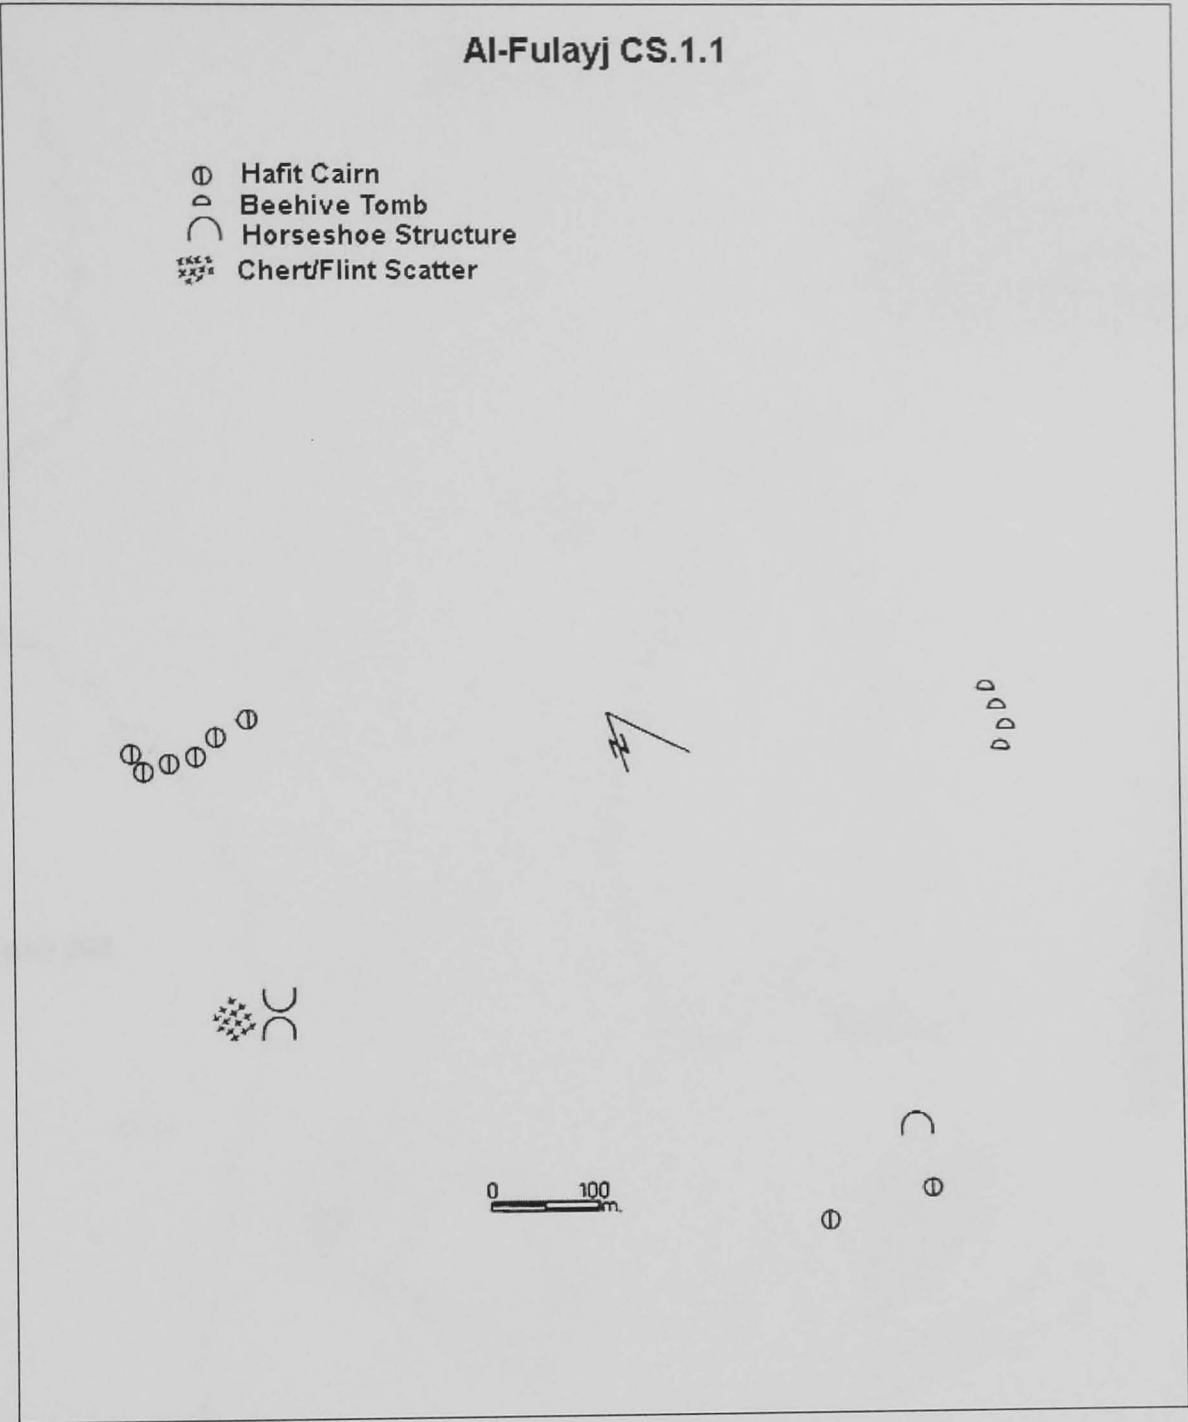 Al-Fulayj CS.1.1
Hafit Cairn
Beehive Tomb
Horseshoe Structure
Chert/Flint Scatter
N
0 100
m.